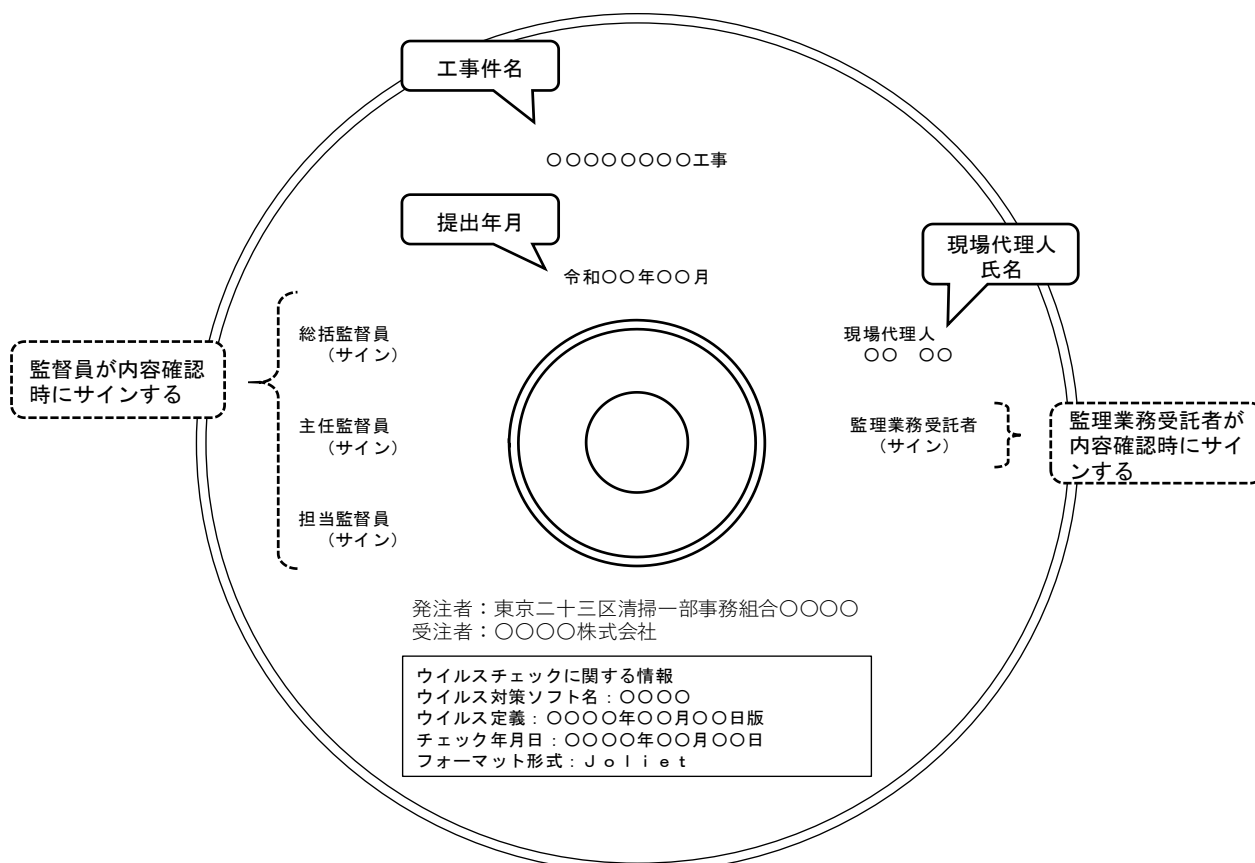 工事件名
〇〇〇〇〇〇〇〇工事
提出年月
令和〇〇年〇〇月
現場代理人
氏名
現場代理人
〇〇　〇〇
総括監督員
（サイン）
監督員が内容確認
時にサインする
主任監督員
（サイン）
担当監督員
（サイン）
監理業務受託者
（サイン）
監理業務受託者が
内容確認時にサイ
ンする
発注者：東京二十三区清掃一部事務組合〇〇〇〇
受注者：〇〇〇〇株式会社
ウイルスチェックに関する情報
ウイルス対策ソフト名：〇〇〇〇
ウイルス定義：〇〇〇〇年〇〇月〇〇日版
チェック年月日：〇〇〇〇年〇〇月〇〇日
フォーマット形式：Ｊｏｌｉｅｔ